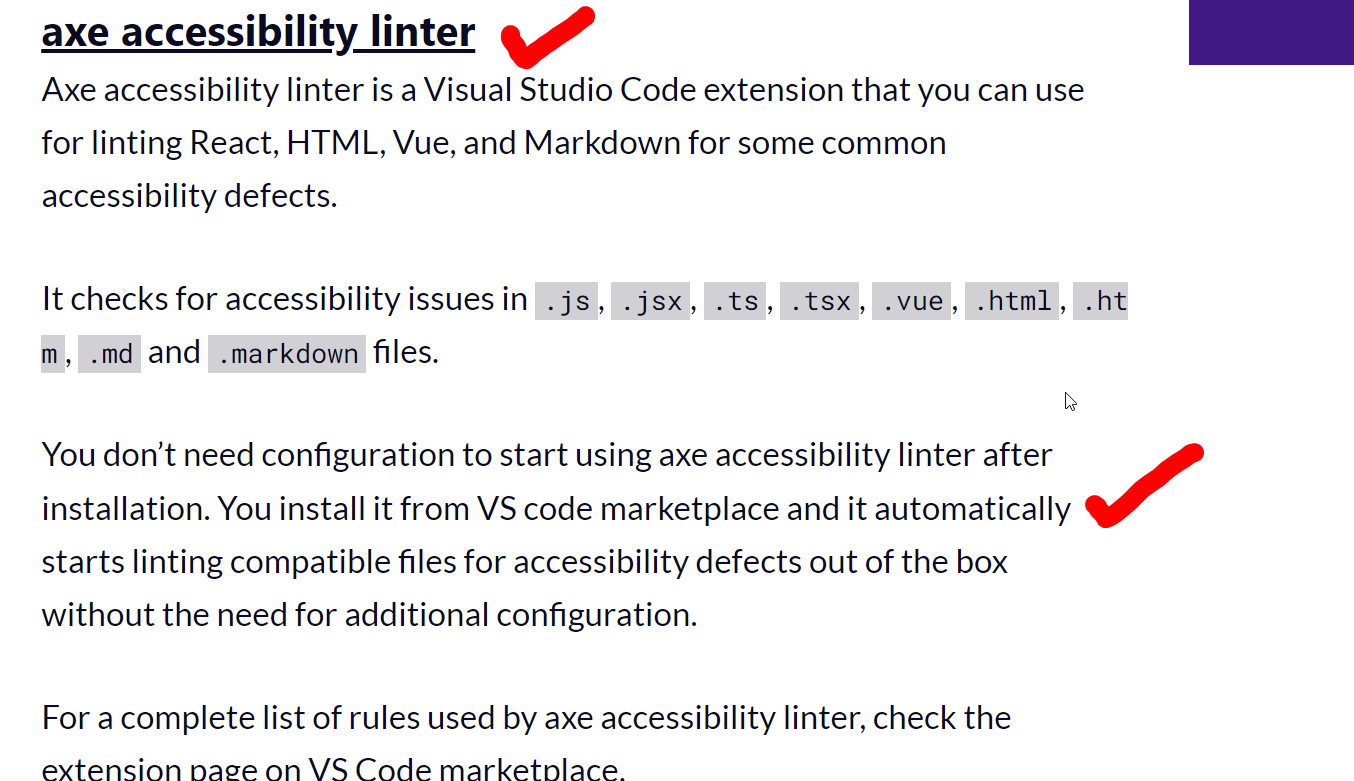 axe accessibility linter
Axe accessibility linter is a Visual Studio Code extension that you can use
for linting React, HTML, Vue, and Markdown for some common
accessibility defects.
It checks for accessibility issues in .js, .jsx, .ts, .tsx, .vue, .html, .ht
m, .md and .markdown files.
You don’t need configuration to start using axe accessibility linter after
installation. You install it from VS code marketplace and it automatically
starts linting compatible files for accessibility defects out of the box
without the need for additional configuration.
For a complete list of rules used by axe accessibility linter, check the
extension page on VS Code marketplace.